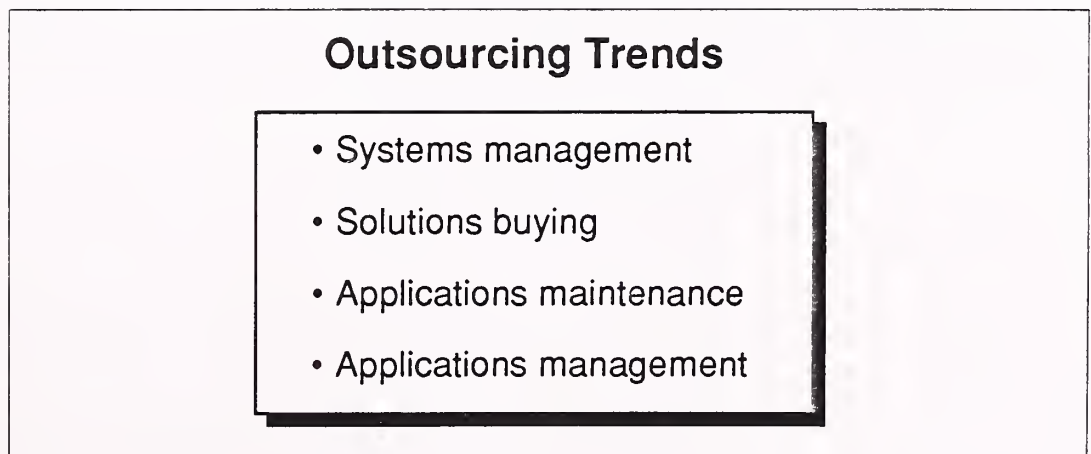 Outsourcing Trends
• Systems management
• Solutions buying
• Applications maintenance
• Applications management